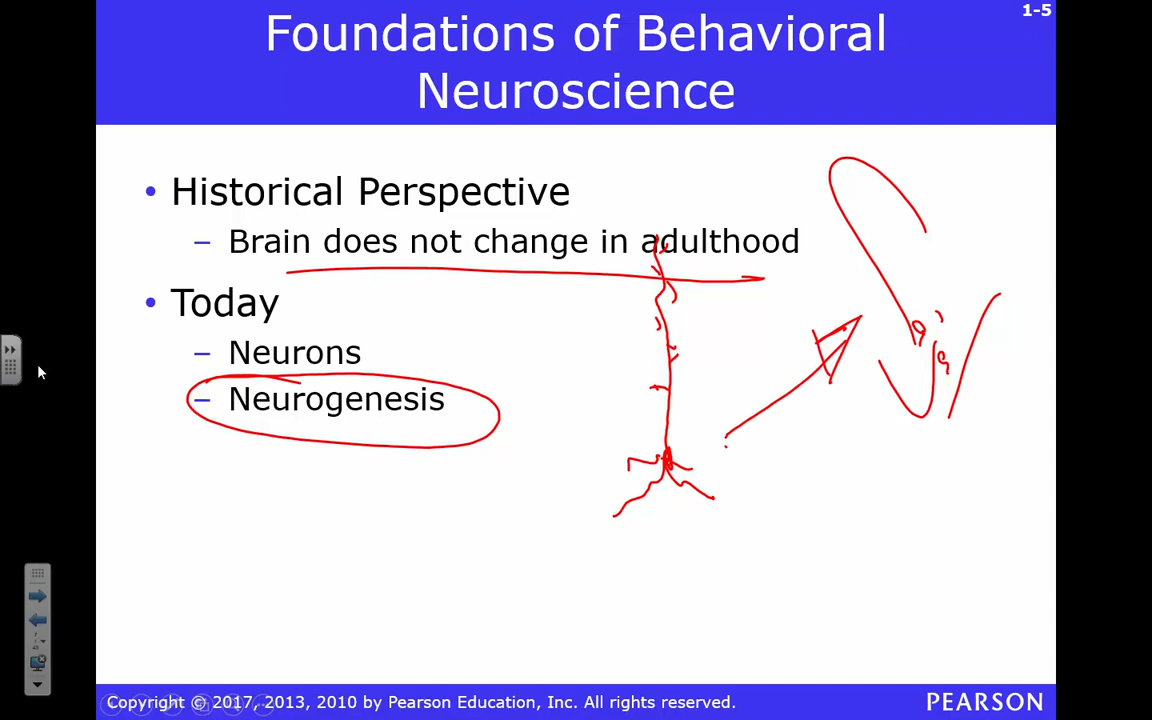 1-5
Foundations of Behavioral
Neuroscience
• Historical Perspective
– Brain does not change in adulthood
• Today
– Neurons
– Neurogenesis
Copyright © 2017, 2013, 2010 by Pearson Education, Inc. All rights reserved.
PEARSON